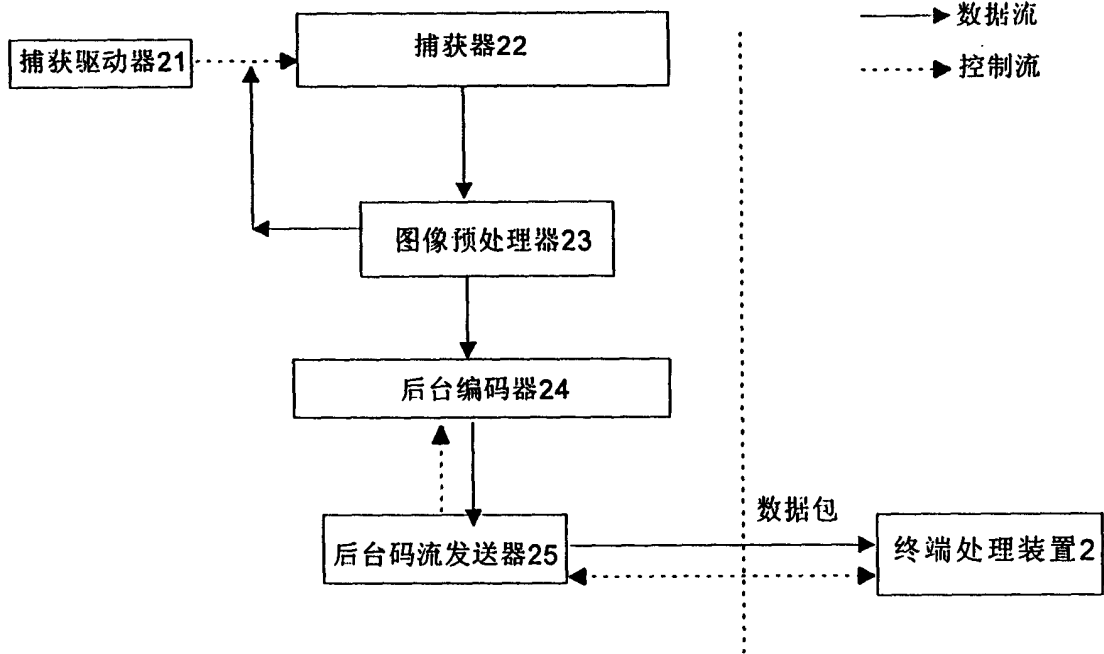 数据流
控制流
捕获驱动器21
捕获器22
图像预处理器23
后台编码器24
后台码流发送器25
数据包
终端处理装置2